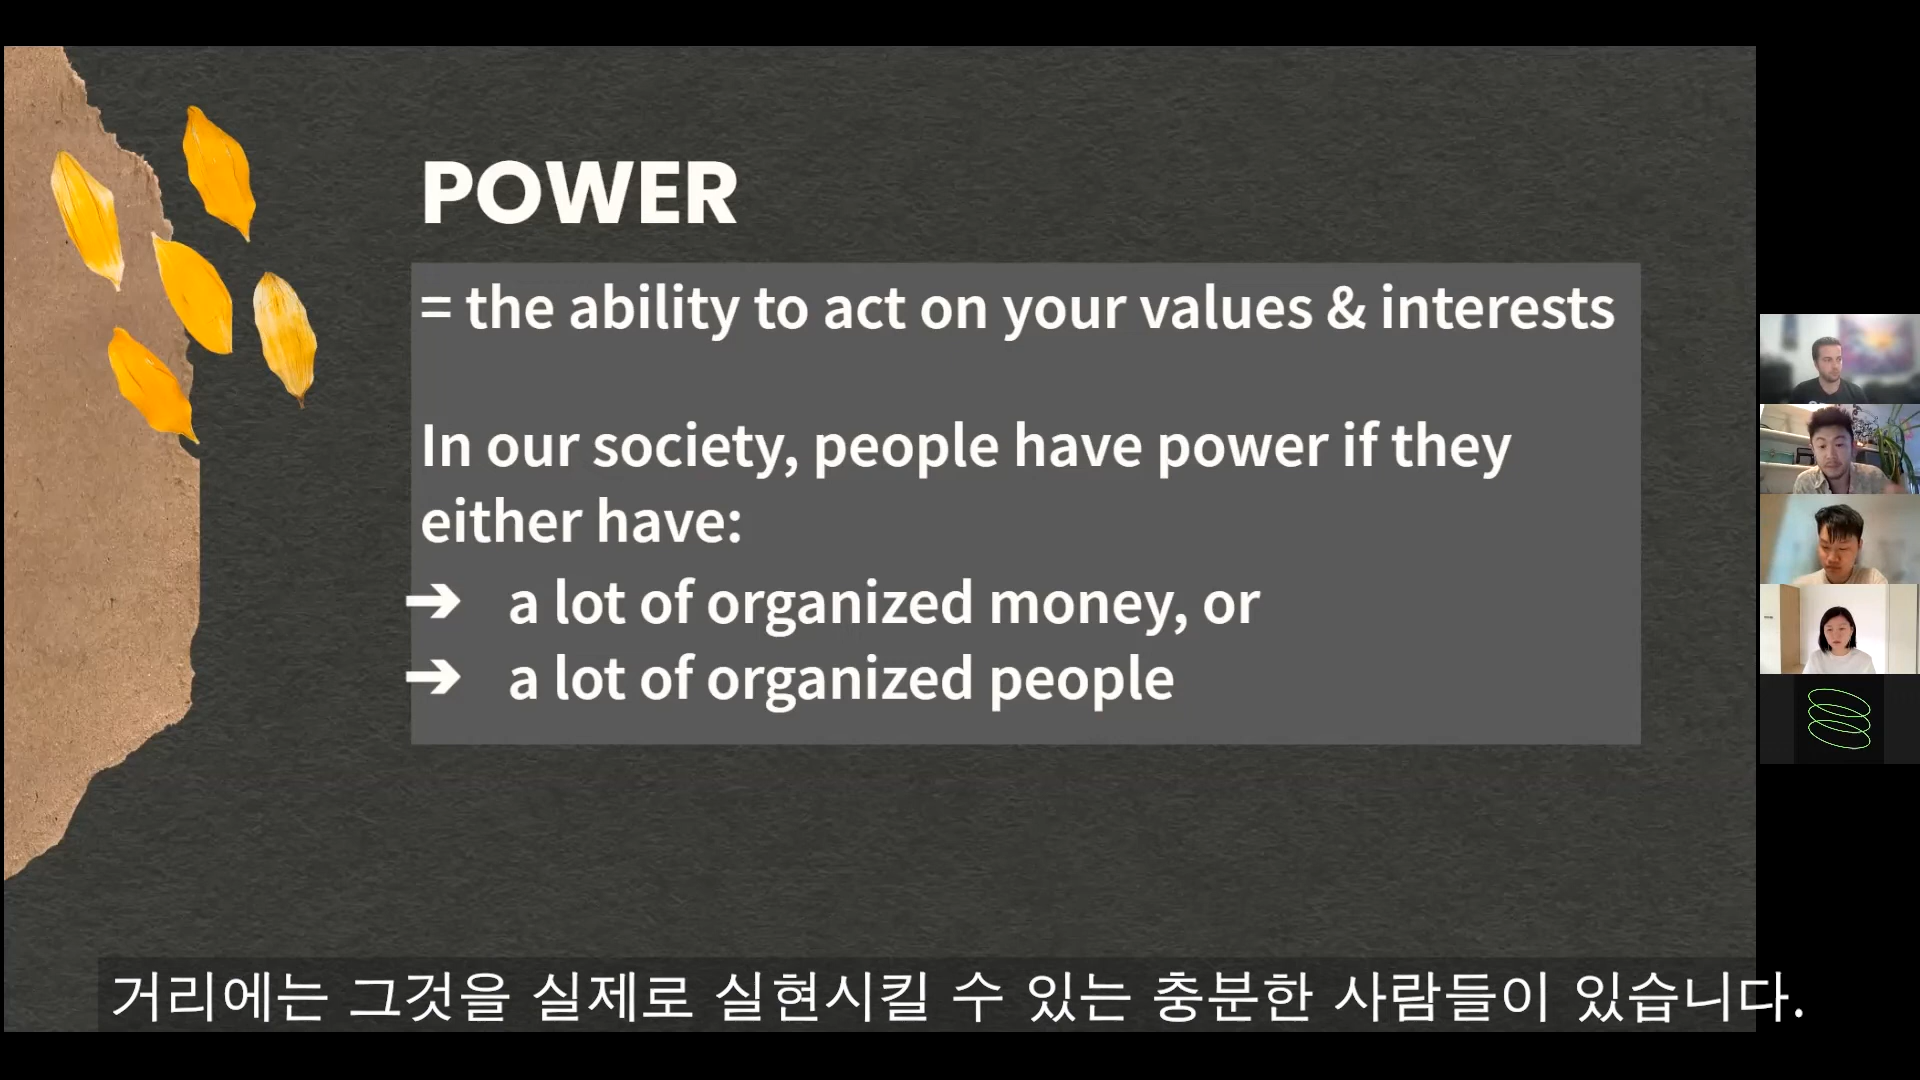 POWER
= the ability to act on your values & interests
In our society, people have power if they
either have:
➔ a lot of organized money, or
➔ a lot of organized people
거리에는 그것을 실제로 실현시킬 수 있는 충분한 사람들이 있습니다.